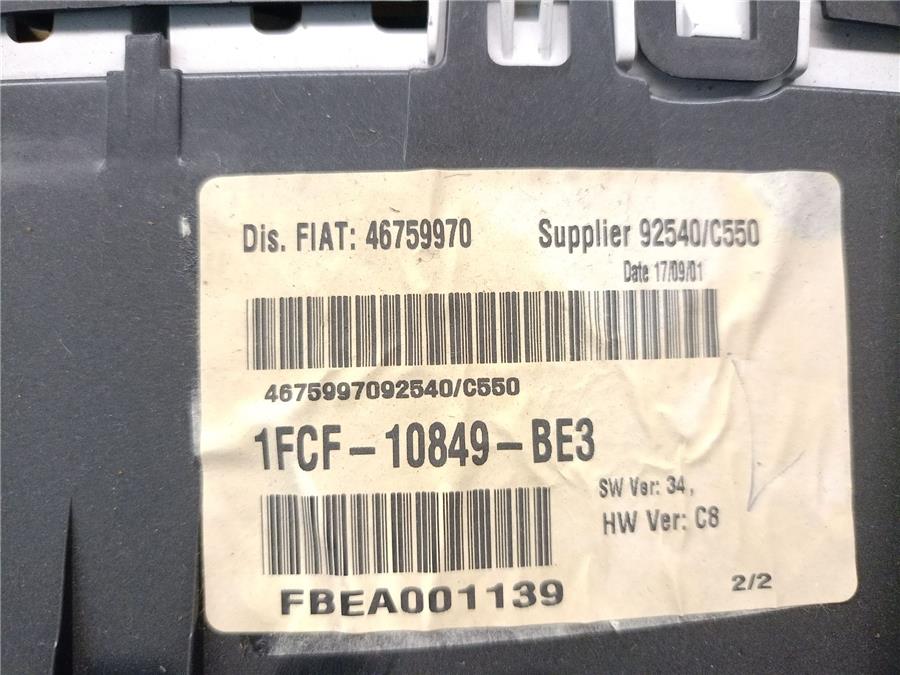 Dis. FIAT: 46759970 Supplier 92540/C550
Date 17/09/01
4675997092540/C550
1FCF-10849-BE3
SW Ver: 34,
HW Ver: C8
FBEA001139
2/2